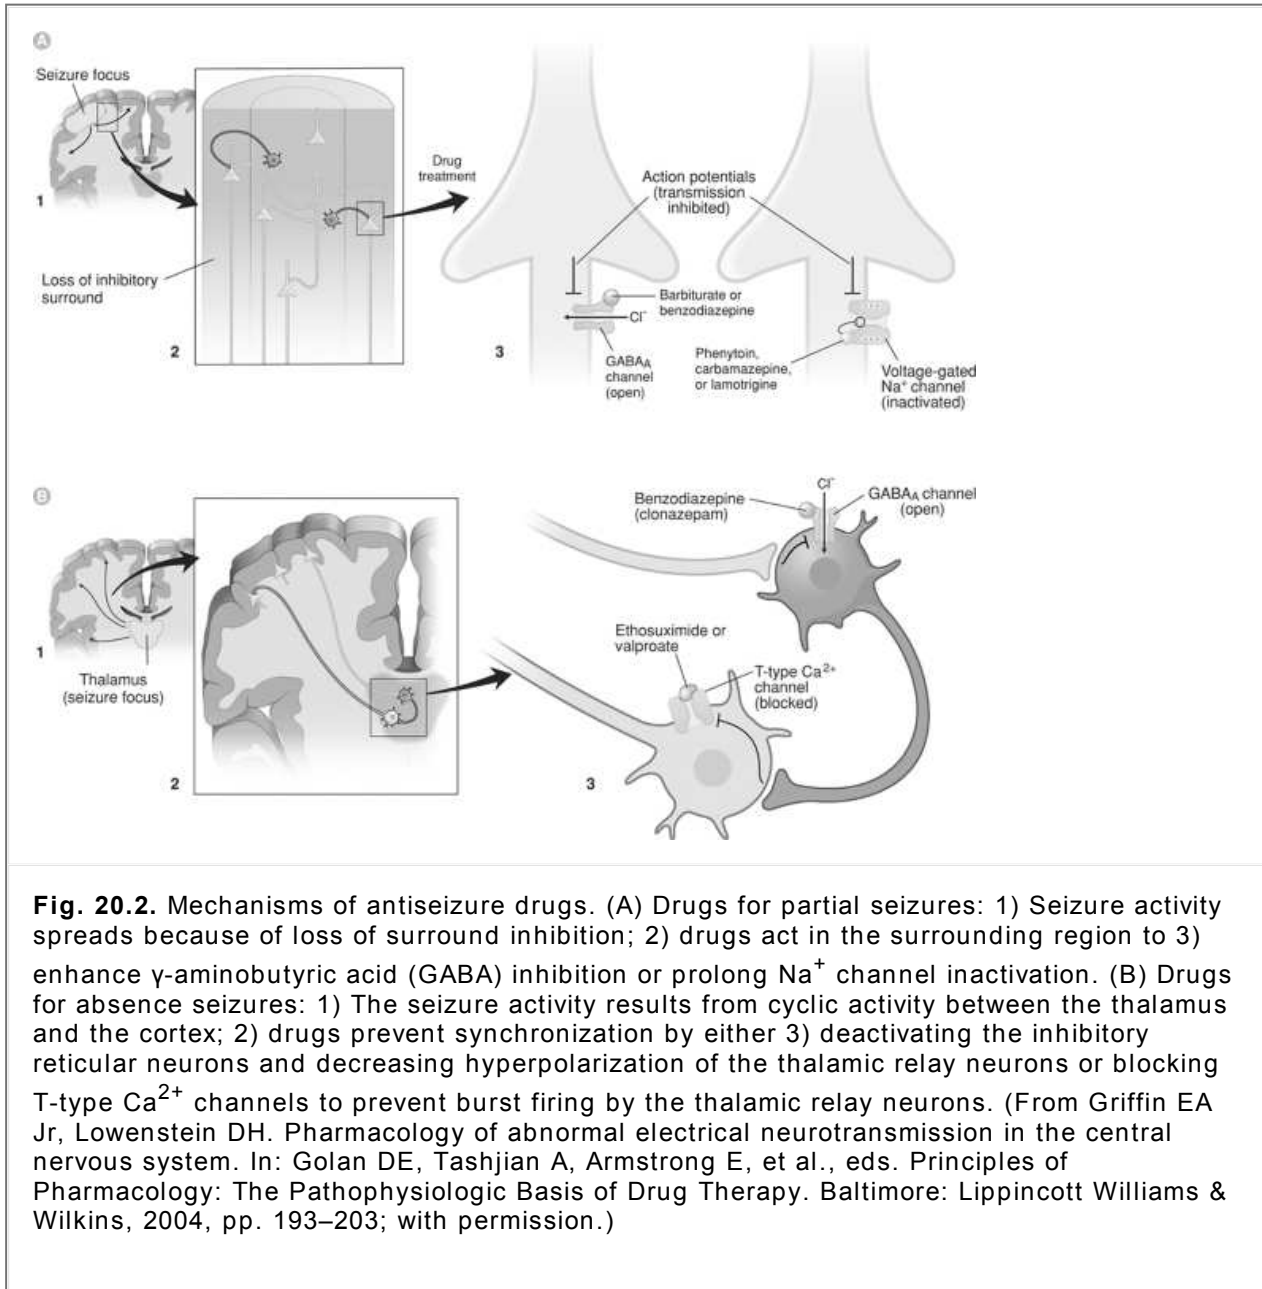 A
Seizure focus
1
Loss of inhibitory
surround
2
Drug
treatment
3
Action potentials
(transmission
inhibited)
Barbiturate or
benzodiazepine
Cl⁻
GABAA
channel
(open)
Phenytoin,
carbamazepine,
or lamotrigine
Voltage-gated
Na⁺ channel
(inactivated)
B
1
Thalamus
(seizure focus)
2
3
Benzodiazepine
(clonazepam)
Cl⁻
GABAA channel
(open)
Ethosuximide or
valproate
T-type Ca²⁺
channel
(blocked)
Fig. 20.2. Mechanisms of antiseizure drugs. (A) Drugs for partial seizures: 1) Seizure activity
spreads because of loss of surround inhibition; 2) drugs act in the surrounding region to 3)
enhance γ-aminobutyric acid (GABA) inhibition or prolong Na⁺ channel inactivation. (B) Drugs
for absence seizures: 1) The seizure activity results from cyclic activity between the thalamus
and the cortex; 2) drugs prevent synchronization by either 3) deactivating the inhibitory
reticular neurons and decreasing hyperpolarization of the thalamic relay neurons or blocking
T-type Ca²⁺ channels to prevent burst firing by the thalamic relay neurons. (From Griffin EA
Jr, Lowenstein DH. Pharmacology of abnormal electrical neurotransmission in the central
nervous system. In: Golan DE, Tashjian A, Armstrong E, et al., eds. Principles of
Pharmacology: The Pathophysiologic Basis of Drug Therapy. Baltimore: Lippincott Williams &
Wilkins, 2004, pp. 193–203; with permission.)